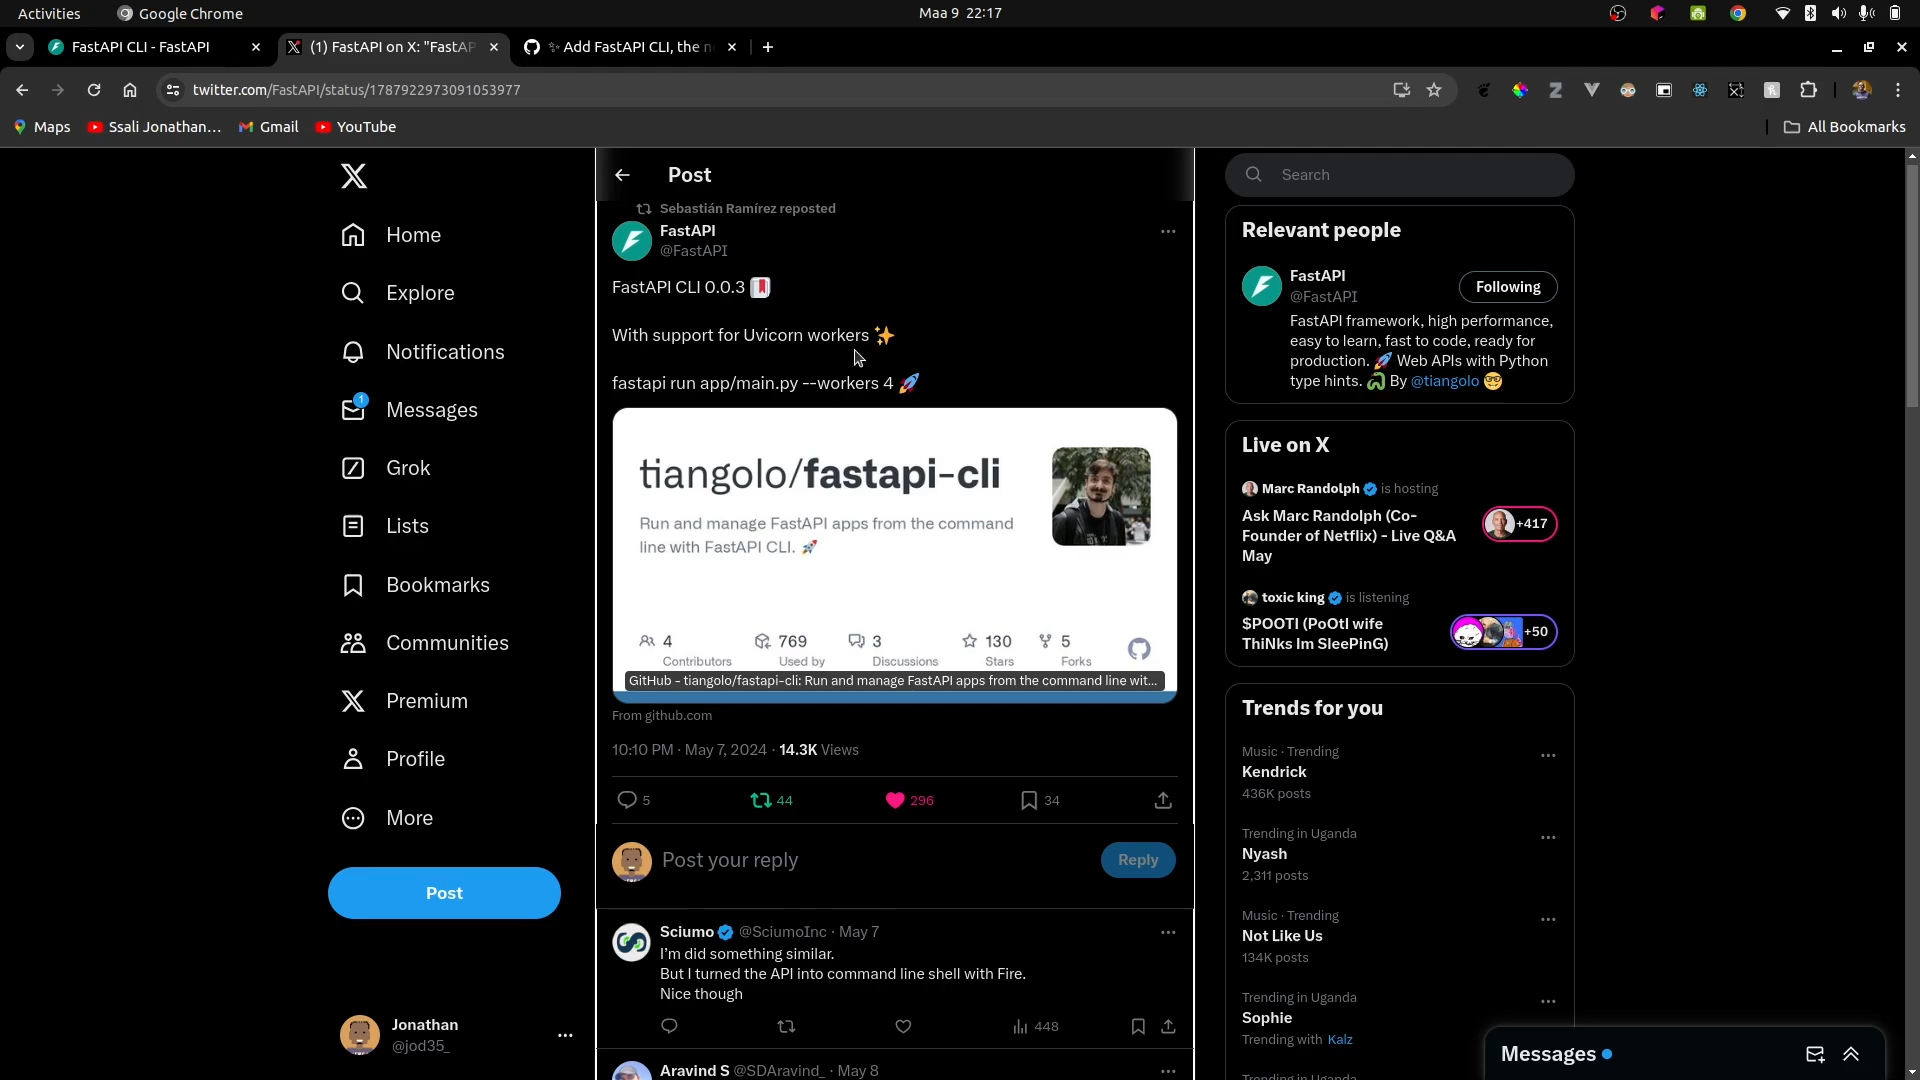 Activities
Google Chrome
Maa 9 22:17
FastAPI CLI - FastAPI
(1) FastAPI on X: "FastAP
Add FastAPI CLI, the n
twitter.com/FastAPI/status/1787922973091053977
Maps
Ssali Jonathan...
Gmail
YouTube
All Bookmarks
Home
Explore
Notifications
1
Messages
Grok
Lists
Bookmarks
Communities
Premium
Profile
More
Post
Jonathan
@jod35_
Post
Sebastián Ramírez reposted
FastAPI
@FastAPI
FastAPI CLI 0.0.3
With support for Uvicorn workers ✨
fastapi run app/main.py --workers 4 🚀
tiangolo/fastapi-cli
Run and manage FastAPI apps from the command
line with FastAPI CLI. 🚀
4
Contributors
769
Used by
3
Discussions
130
Stars
5
Forks
GitHub - tiangolo/fastapi-cli: Run and manage FastAPI apps from the command line wit...
From github.com
10:10 PM · May 7, 2024 · 14.3K Views
5
44
296
34
Post your reply
Reply
Sciumo @SciumoInc · May 7
I'm did something similar.
But I turned the API into command line shell with Fire.
Nice though
448
Aravind S @SDAravind_ · May 8
Search
Relevant people
FastAPI
@FastAPI
Following
FastAPI framework, high performance,
easy to learn, fast to code, ready for
production. 🚀 Web APIs with Python
type hints. 🐍 By @tiangolo 🤓
Live on X
Marc Randolph is hosting
Ask Marc Randolph (Co-
Founder of Netflix) - Live Q&A
May
+417
toxic king is listening
$POOTI (PoOtI wife
ThiNks Im SleePinG)
+50
Trends for you
Music · Trending
Kendrick
436K posts
Trending in Uganda
Nyash
2,311 posts
Music · Trending
Not Like Us
134K posts
Trending in Uganda
Sophie
Trending with Kalz
Messages